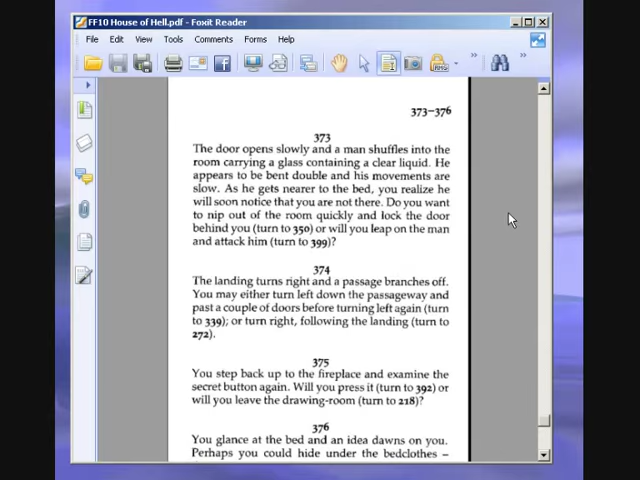 FF10 House of Hell.pdf - Foxit Reader
File Edit View Tools Comments Forms Help
373–376
373
The door opens slowly and a man shuffles into the
room carrying a glass containing a clear liquid. He
appears to be bent double and his movements are
slow. As he gets nearer to the bed, you realize he
will soon notice that you are not there. Do you want
to nip out of the room quickly and lock the door
behind you (turn to 350) or will you leap on the man
and attack him (turn to 399)?
374
The landing turns right and a passage branches off.
You may either turn left down the passageway and
past a couple of doors before turning left again (turn
to 339); or turn right, following the landing (turn to
272).
375
You step back up to the fireplace and examine the
secret button again. Will you press it (turn to 392) or
will you leave the drawing-room (turn to 218)?
376
You glance at the bed and an idea dawns on you.
Perhaps you could hide under the bedclothes –